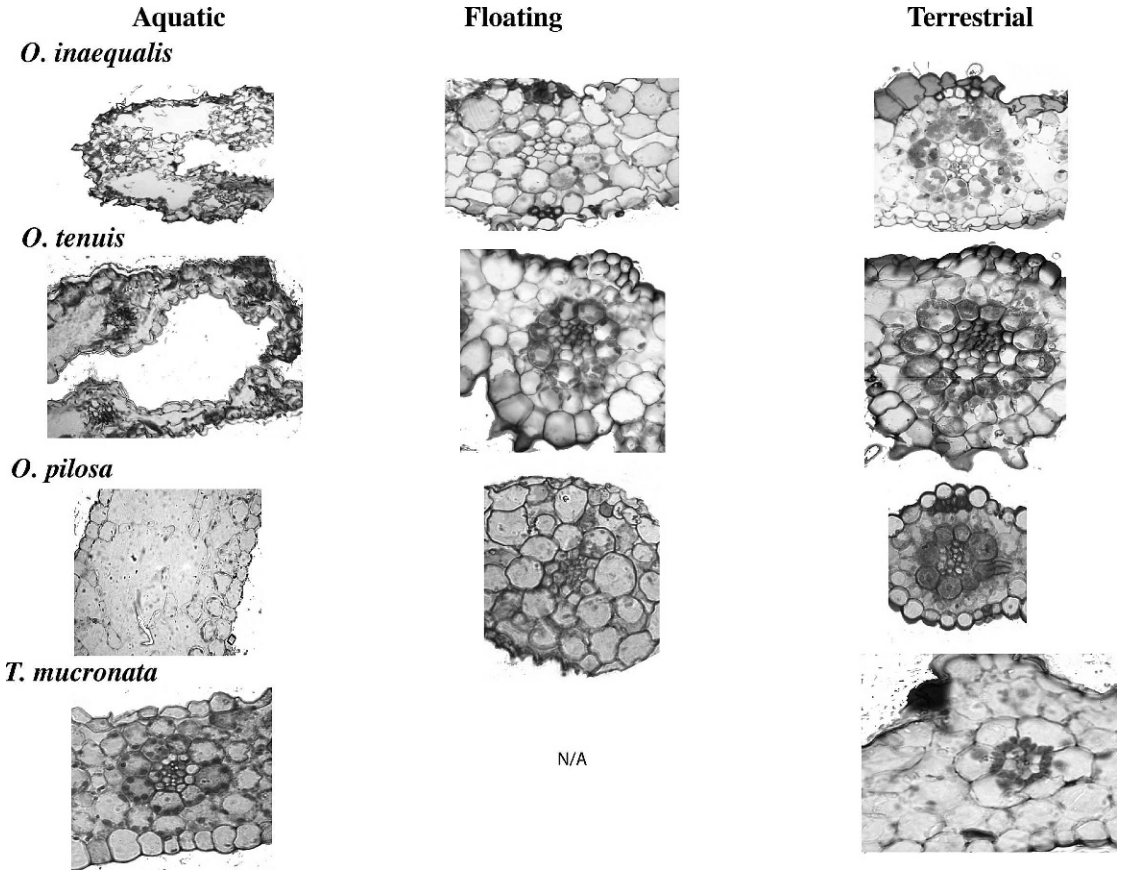 Aquatic Floating Terrestrial
O. inaequalis
O. tenuis
O. pilosa
T. mucronata
N/A